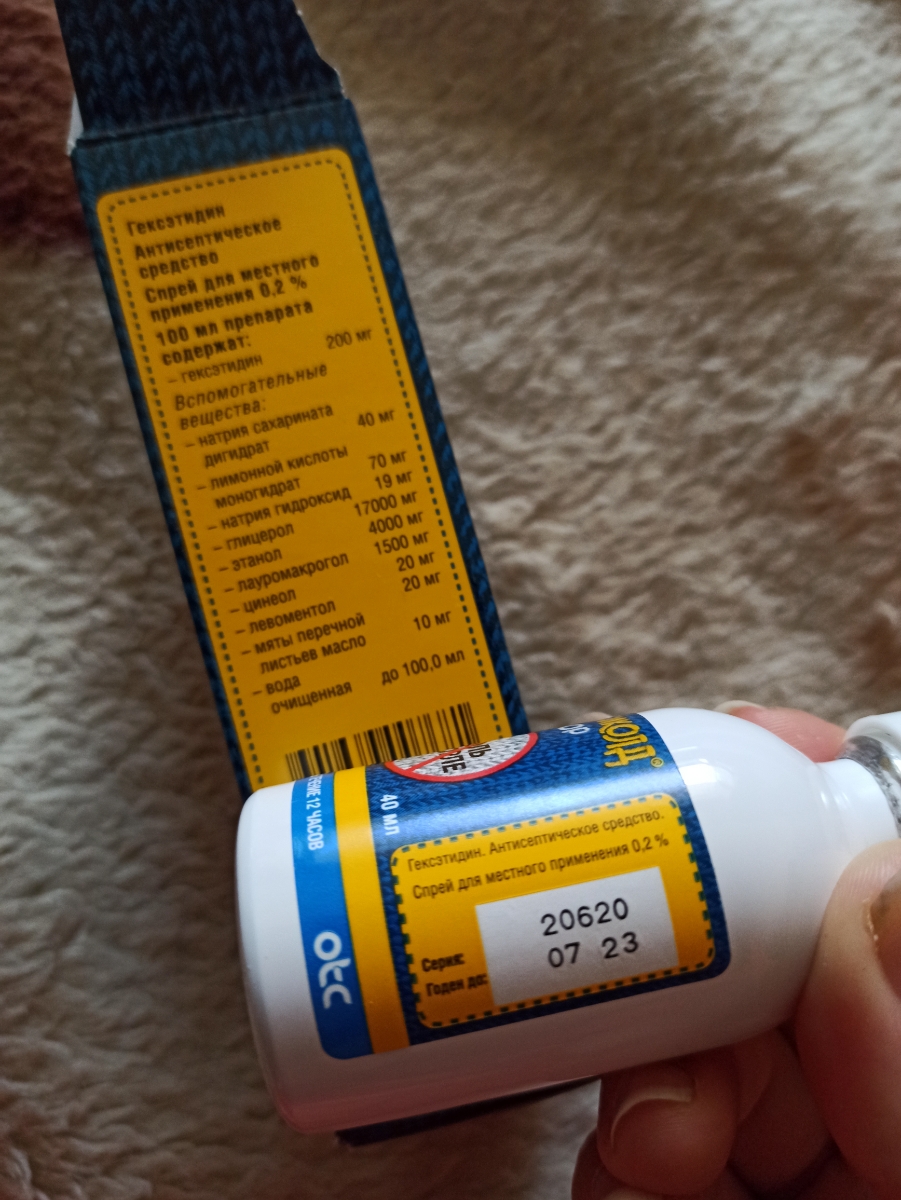 Гексэтидин
Антисептическое
средство
Спрей для местного
применения 0,2 %
100 мл препарата
содержат:
– гексэтидин 200 мг
Вспомогательные
вещества:
– натрия сахарината 40 мг
дигидрат
– лимонной кислоты 70 мг
моногидрат
– натрия гидроксид 19 мг
– глицерол 17000 мг
– этанол 4000 мг
– лауромакрогол 1500 мг
– цинеол 20 мг
– левоментол 20 мг
– мяты перечной 10 мг
листьев масло
– вода до 100,0 мл
очищенная
®
40 мл
12 ЧАСОВ
отс
Гексэтидин. Антисептическое средство.
Спрей для местного применения 0,2 %
Серия: 20620
Годен до: 07 23